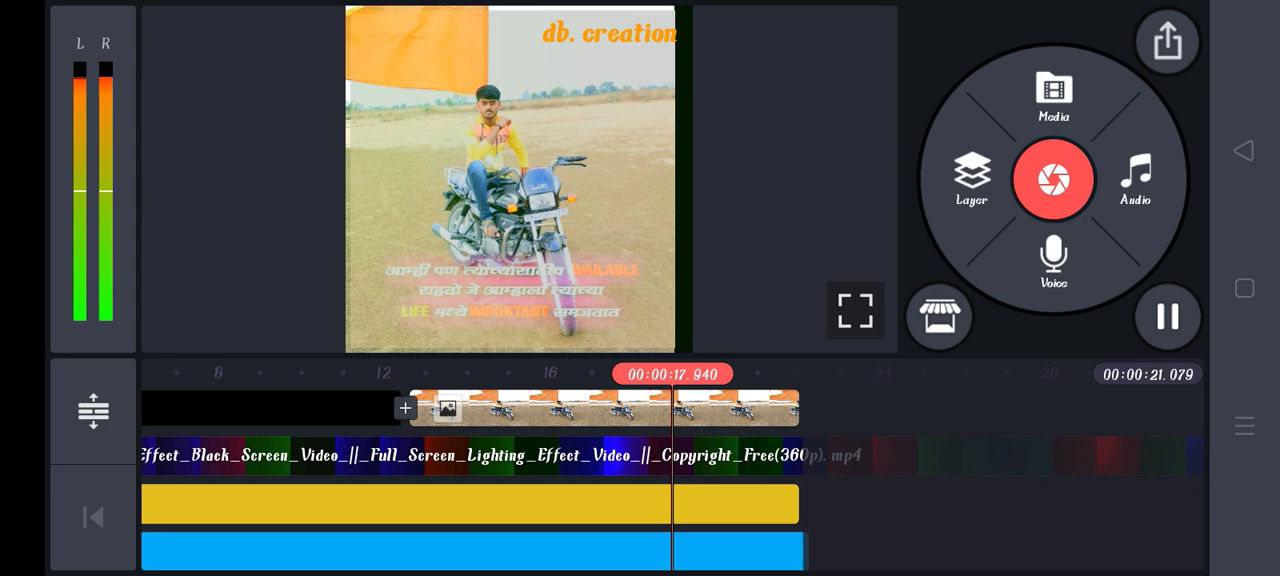 L R
db. creation
Media
Layer
Audio
Voice
आम्ही पण त्याच्यासाठीच AVAILABLE
राहतो जे आम्हाला त्याच्या
LIFE मध्ये IMPORTANT समजतात
8 12 16 00:00:17.940 24 28 00:00:21.079
Effect_Black_Screen_Video_||_Full_Screen_Lighting_Effect_Video_||_Copyright_Free(360p).mp4